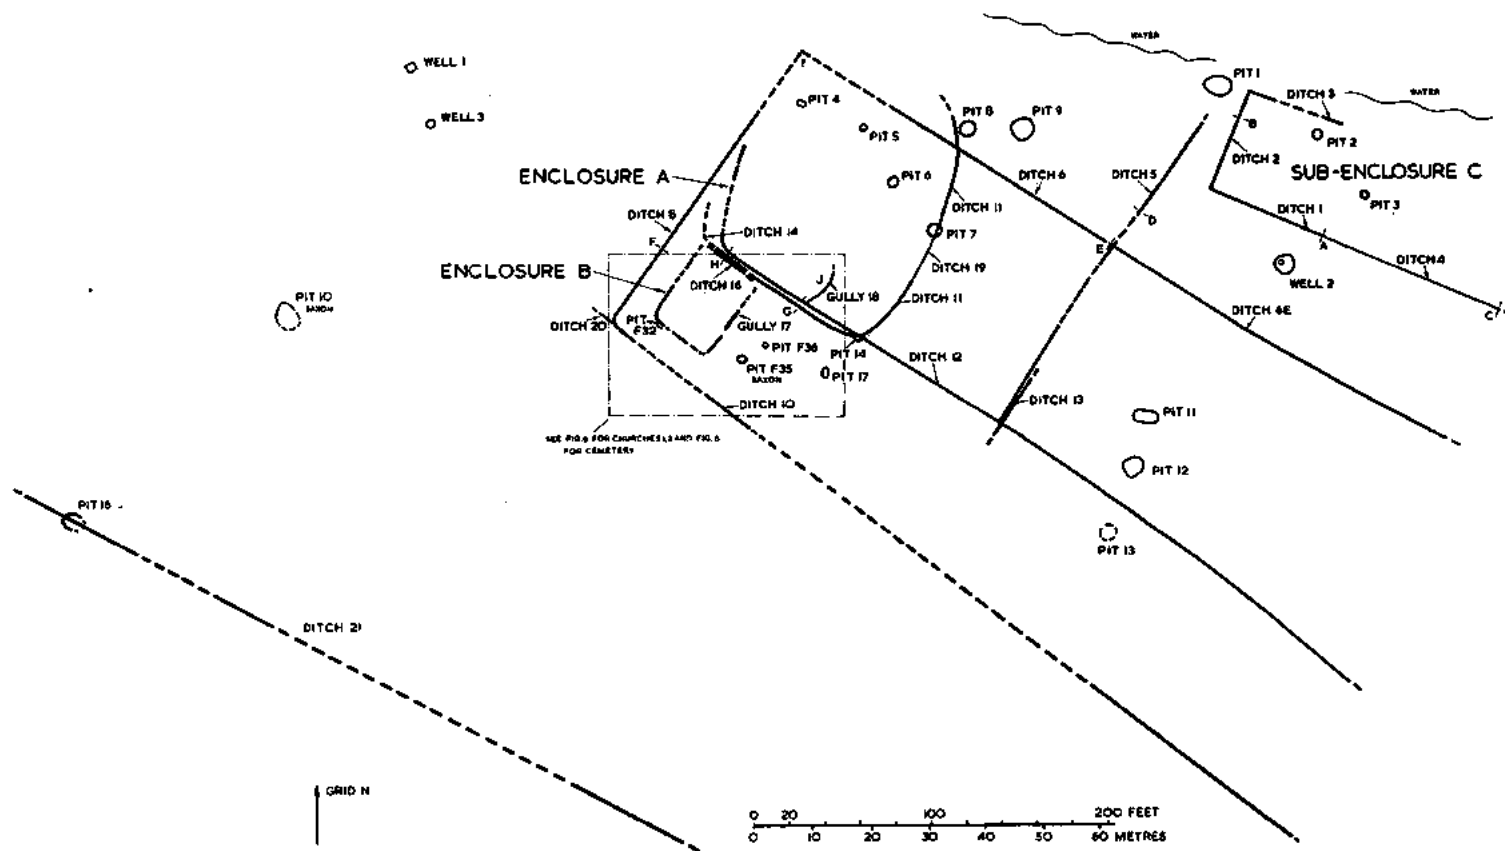 WATER
WELL 1
PIT 1
PIT 4
PIT 8
PIT 9
DITCH 3
WATER
WELL 3
PIT 5
B
PIT 2
DITCH 2
ENCLOSURE A
PIT 6
DITCH 6
DITCH 5
SUB-ENCLOSURE C
DITCH 11
PIT 3
DITCH 1
D
F
DITCH 14
PIT 7
E
A
ENCLOSURE B
H
DITCH 19
DITCH 4
DITCH 16
J
WELL 2
PIT 10
SAXON
GULLY 18
DITCH 11
G
DITCH 20
PIT F32
GULLY 17
DITCH 6E
C
PIT F36
PIT 14
DITCH 12
PIT F35
SAXON
PIT 17
DITCH 10
DITCH 13
PIT 11
FOR CEMETERY
PIT 12
PIT 13
DITCH 21
GRID N
0 20 100 200 FEET
0 10 20 30 40 50 60 METRES